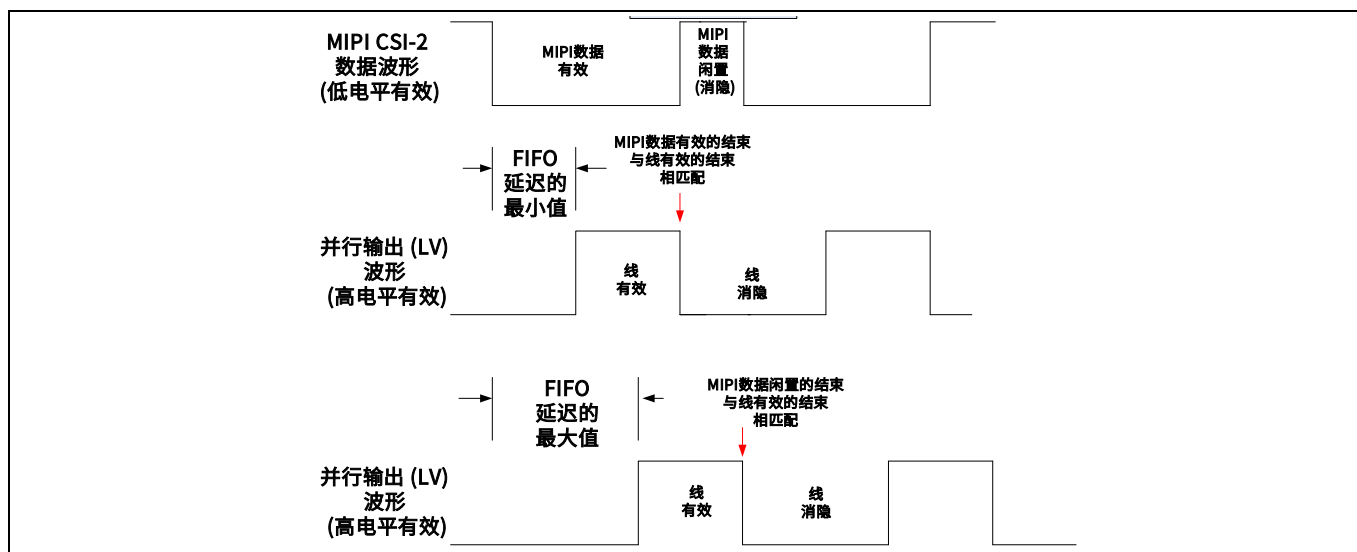 MIPI CSI-2
数据波形
(低电平有效)
MIPI数据
有效
MIPI
数据
闲置
(消隐)
FIFO
延迟的
最小值
MIPI数据有效的结束
与线有效的结束
相匹配
并行输出 (LV)
波形
(高电平有效)
线
有效
线
消隐
FIFO
延迟的
最大值
MIPI数据闲置的结束
与线有效的结束
相匹配
并行输出 (LV)
波形
(高电平有效)
线
有效
线
消隐